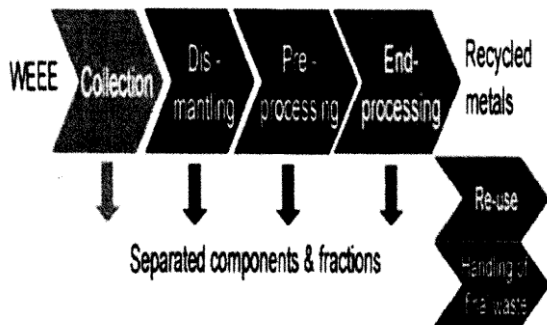 WEEE
Collection
Dis -
mantling
Pre -
processing
End-
processing
Recycled
metals
Re-use
Handling of
final waste
Separated components & fractions